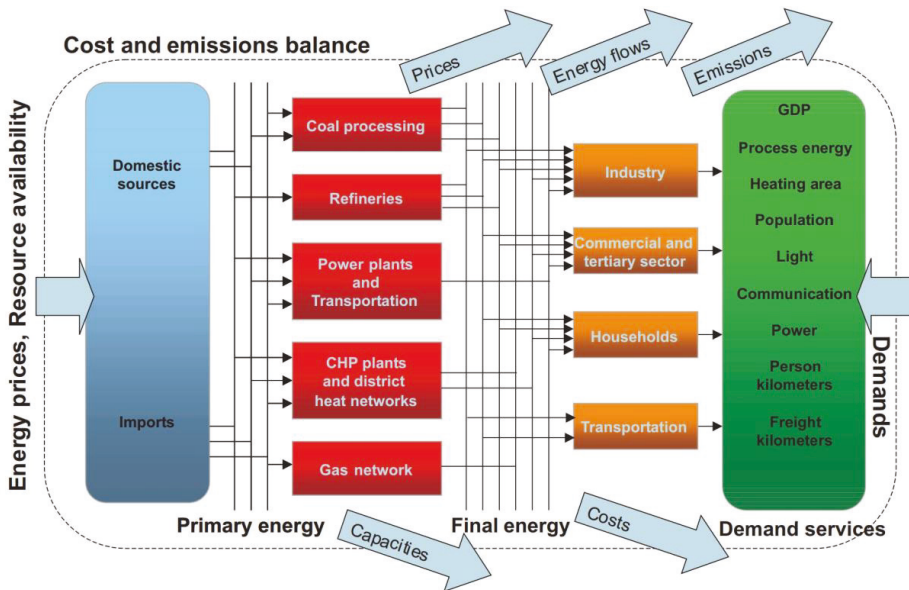 Cost and emissions balance
Prices
Energy flows
Emissions
Energy prices, Resource availability
Domestic
sources
Imports
Primary energy
Coal processing
Refineries
Power plants
and
Transportation
CHP plants
and district
heat networks
Gas network
Capacities
Final energy
Industry
Commercial and
tertiary sector
Households
Transportation
Costs
GDP
Process energy
Heating area
Population
Light
Communication
Power
Person
kilometers
Freight
kilometers
Demand services
Demands